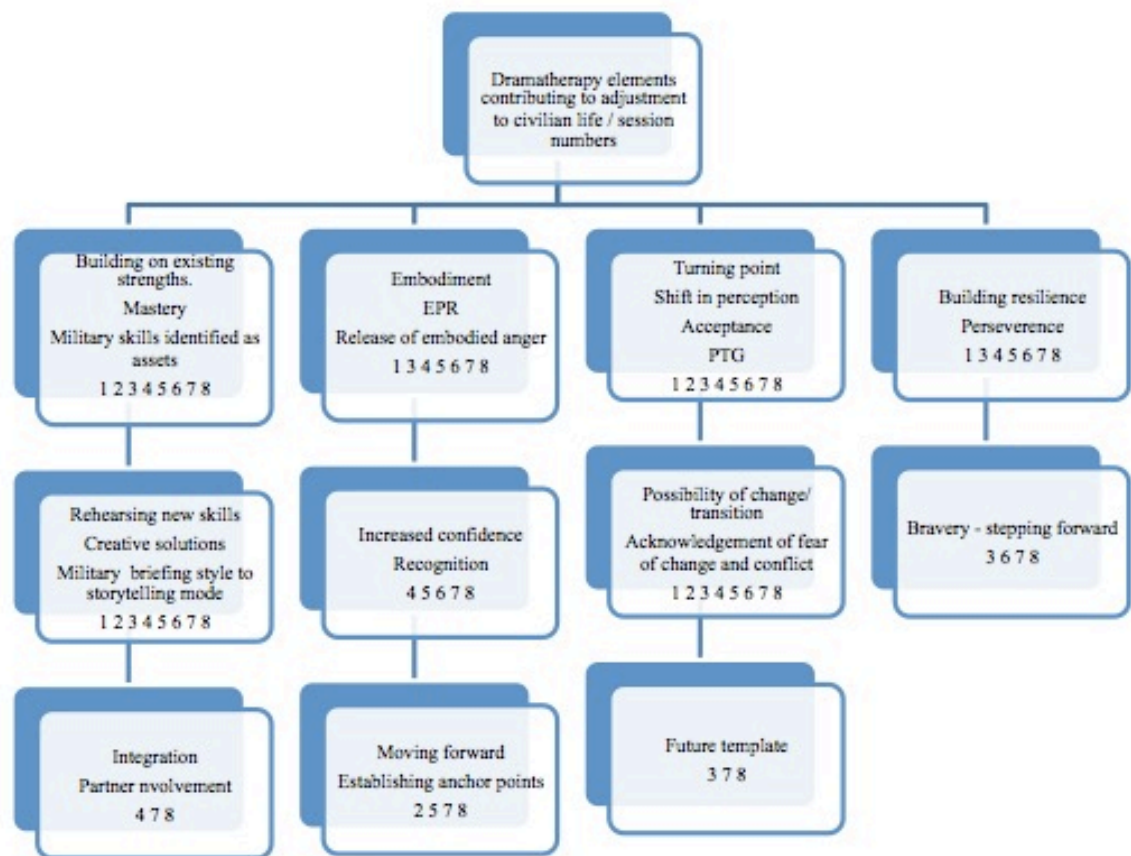 Dramatherapy elements
contributing to adjustment
to civilian life / session
numbers
Building on existing
strengths.
Mastery
Military skills identified as
assets
1 2 3 4 5 6 7 8
Embodiment
EPR
Release of embodied anger
1 3 4 5 6 7 8
Turning point
Shift in perception
Acceptance
PTG
1 2 3 4 5 6 7 8
Building resilience
Perseverence
1 3 4 5 6 7 8
Rehearsing new skills
Creative solutions
Military briefing style to
storytelling mode
1 2 3 4 5 6 7 8
Increased confidence
Recognition
4 5 6 7 8
Possibility of change/
transition
Acknowledgement of fear
of change and conflict
1 2 3 4 5 6 7 8
Bravery - stepping forward
3 6 7 8
Integration
Partner nvolvement
4 7 8
Moving forward
Establishing anchor points
2 5 7 8
Future template
3 7 8